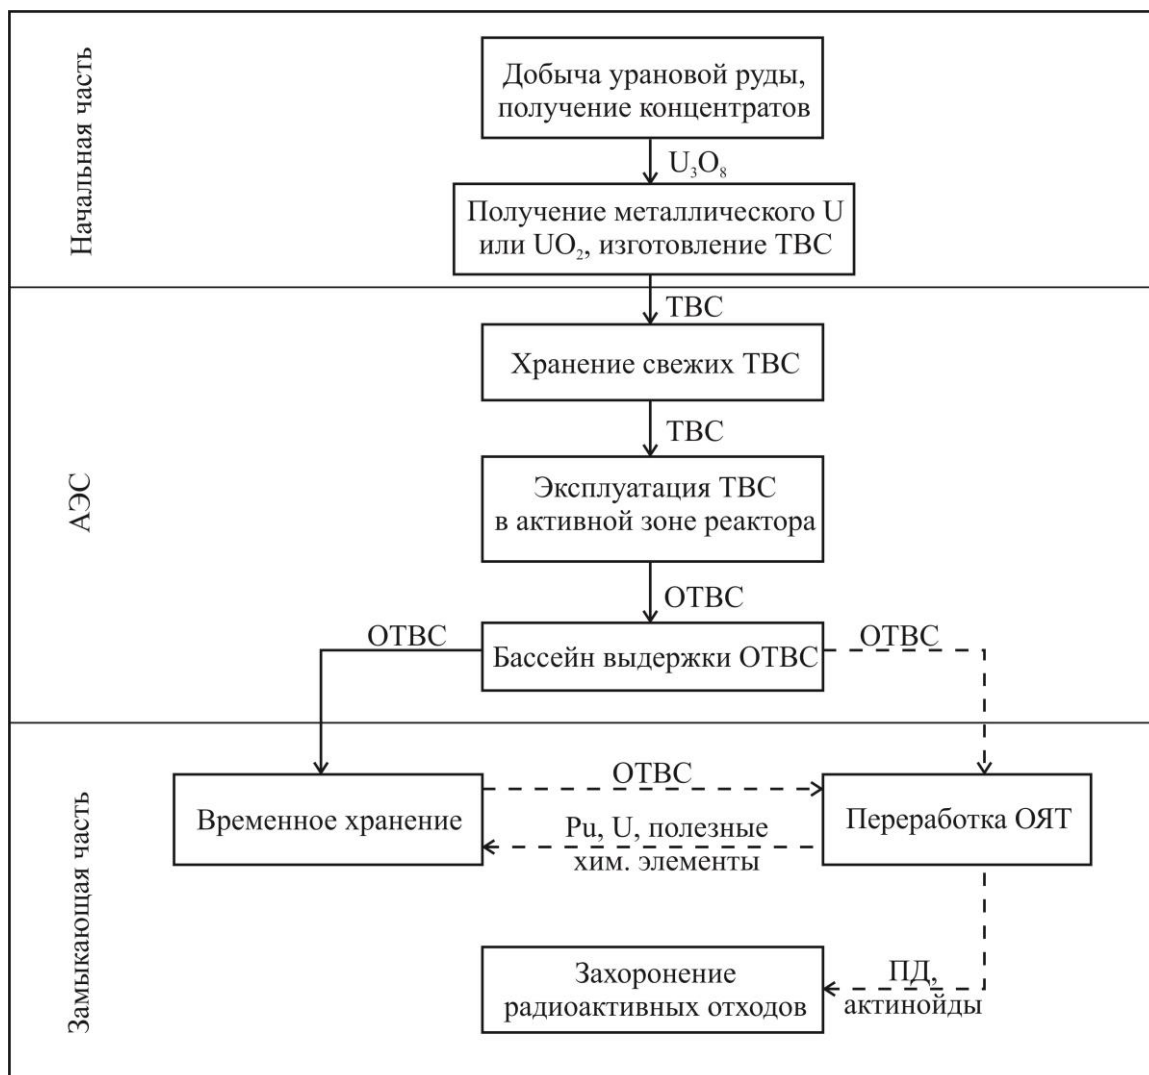 Начальная часть
Добыча урановой руды,
получение концентратов
U₃O₈
Получение металлического U
или UO₂, изготовление ТВС
АЭС
ТВС
Хранение свежих ТВС
ТВС
Эксплуатация ТВС
в активной зоне реактора
ОТВС
ОТВС
Бассейн выдержки ОТВС
ОТВС
Замыкающая часть
Временное хранение
ОТВС
Pu, U, полезные
хим. элементы
Переработка ОЯТ
Захоронение
радиоактивных отходов
ПД,
актинойды